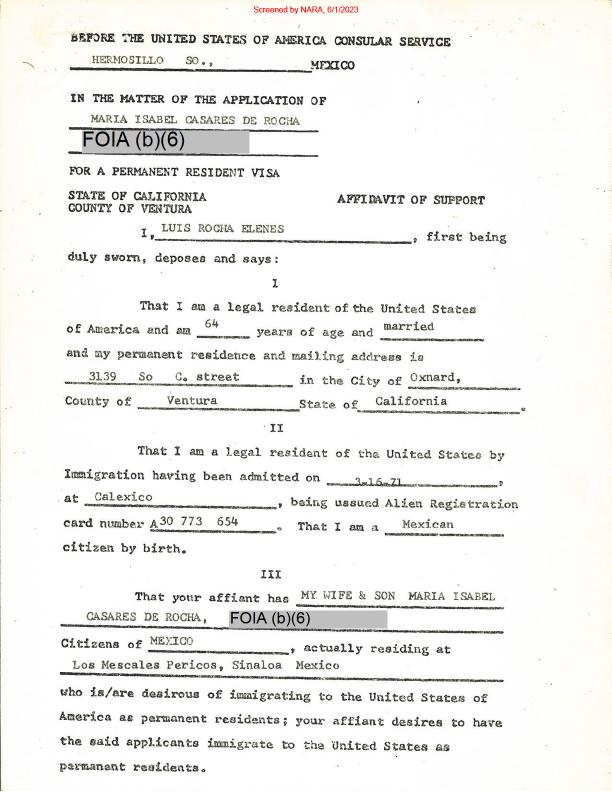 Screened by NARA, 6/1/2023
BEFORE THE UNITED STATES OF AMERICA CONSULAR SERVICE
HERMOSILLO SO., MEXICO
IN THE MATTER OF THE APPLICATION OF
MARIA ISABEL CASARES DE ROCHA
FOIA (b)(6)
FOR A PERMANENT RESIDENT VISA
STATE OF CALIFORNIA AFFIDAVIT OF SUPPORT
COUNTY OF VENTURA
I, LUIS ROCHA ELENES, first being
duly sworn, deposes and says:
I
That I am a legal resident of the United States
of America and am 64 years of age and married
and my permanent residence and mailing address is
3139 So C. street in the City of Oxnard,
County of Ventura State of California.
II
That I am a legal resident of the United States by
Immigration having been admitted on 3-16-71,
at Calexico, being ussued Alien Registration
card number A30 773 654. That I am a Mexican
citizen by birth.
III
That your affiant has MY WIFE & SON MARIA ISABEL
CASARES DE ROCHA, FOIA (b)(6)
Citizens of MEXICO, actually residing at
Los Mescales Pericos, Sinaloa Mexico
who is/are desirous of immigrating to the United States of
America as permanent residents; your affiant desires to have
the said applicants immigrate to the United States as
permanent residents.